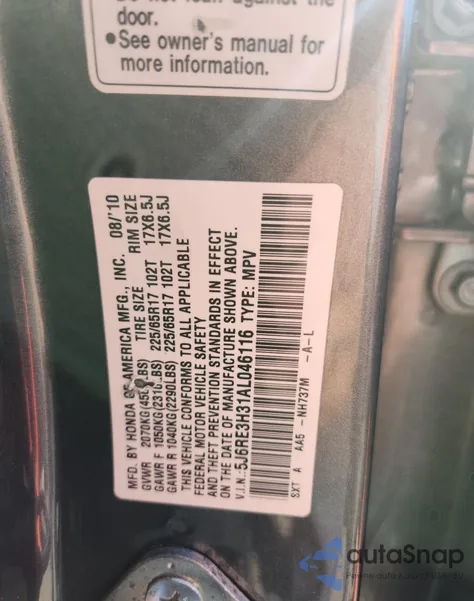 door.
•See owner's manual for
more information.
MFD. BY HONDA OF AMERICA MFG., INC. 08/'10
GVWR 2070KG( TIRE SIZE RIM SIZE
GAWR F 1050KG( 225/65R17 102T 17X6.5J
GAWR R 1040KG(2290LBS) 225/65R17 102T 17X6.5J
THIS VEHICLE CONFORMS TO ALL APPLICABLE
FEDERAL MOTOR VEHICLE SAFETY
AND THEFT PREVENTION STANDARDS IN EFFECT
ON THE DATE OF MANUFACTURE SHOWN ABOVE.
V.I.N: 5J6RE3H31AL046116 TYPE: MPV
SXT A AA5 -NH737M -A-L
autaSnap